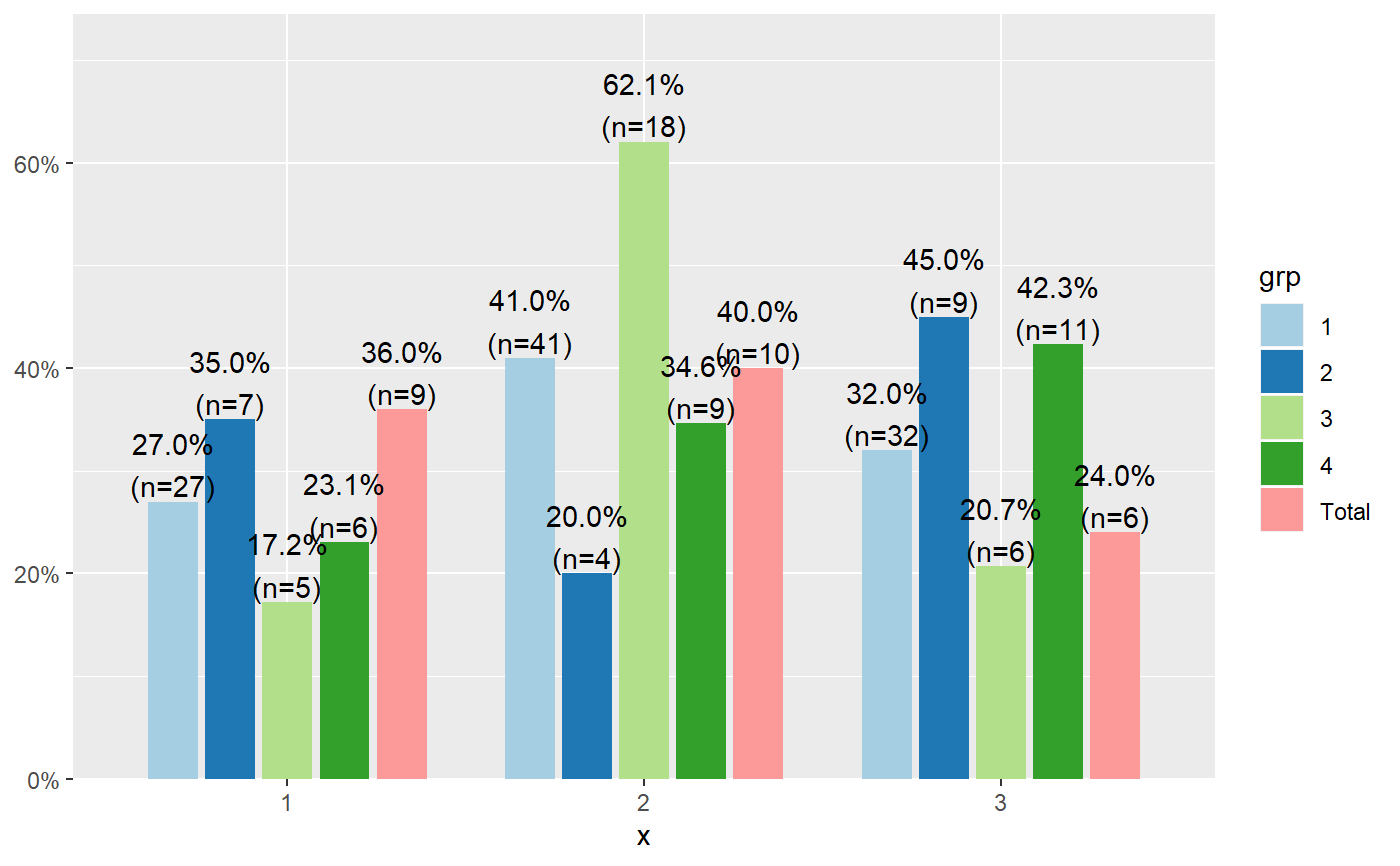 62.1%
(n=18)
60%
45.0%
(n=9)
42.3%
(n=11)
41.0%
(n=41)
40.0%
(n=10)
40%
36.0%
(n=9)
35.0%
(n=7)
34.6%
(n=9)
32.0%
(n=32)
27.0%
(n=27)
24.0%
(n=6)
23.1%
(n=6)
20.7%
(n=6)
20.0%
(n=4)
17.2%
(n=5)
20%
0%
1
2
3
x
grp
1
2
3
4
Total